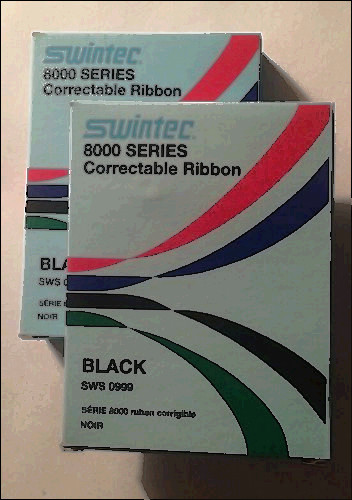 swintec
8000 SERIES
Correctable Ribbon
BLA
SWS 0
SÉRIE
NOIR
swintec
8000 SERIES
Correctable Ribbon
BLACK
SWS 0999
SÉRIE 8000 ruban corrigible
NOIR